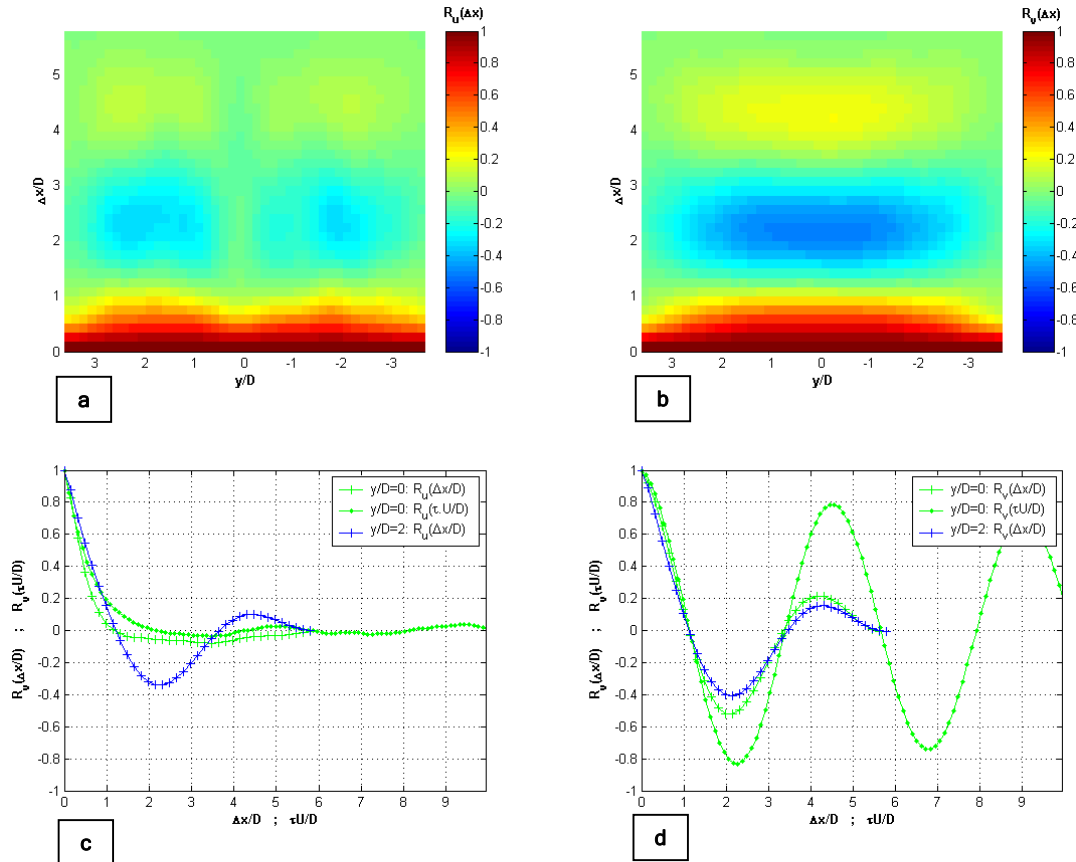 R_u(Δx)
1
0.8
0.6
0.4
0.2
0
-0.2
-0.4
-0.6
-0.8
-1
5
4
3
2
1
0
Δx/D
3 2 1 0 -1 -2 -3
y/D
a
R_v(Δx)
1
0.8
0.6
0.4
0.2
0
-0.2
-0.4
-0.6
-0.8
-1
5
4
3
2
1
0
Δx/D
3 2 1 0 -1 -2 -3
y/D
b
1
0.8
0.6
0.4
0.2
0
-0.2
-0.4
-0.6
-0.8
-1
R_v(Δx/D) ; R_v(τU/D)
y/D=0: R_u(Δx/D)
y/D=0: R_u(τ.U/D)
y/D=2: R_u(Δx/D)
0 1 2 3 4 5 6 7 8 9
Δx/D ; τU/D
c
1
0.8
0.6
0.4
0.2
0
-0.2
-0.4
-0.6
-0.8
-1
R_v(Δx/D) ; R_v(τU/D)
y/D=0: R_v(Δx/D)
y/D=0: R_v(τU/D)
y/D=2: R_v(Δx/D)
0 1 2 3 4 5 6 7 8 9
Δx/D ; τU/D
d